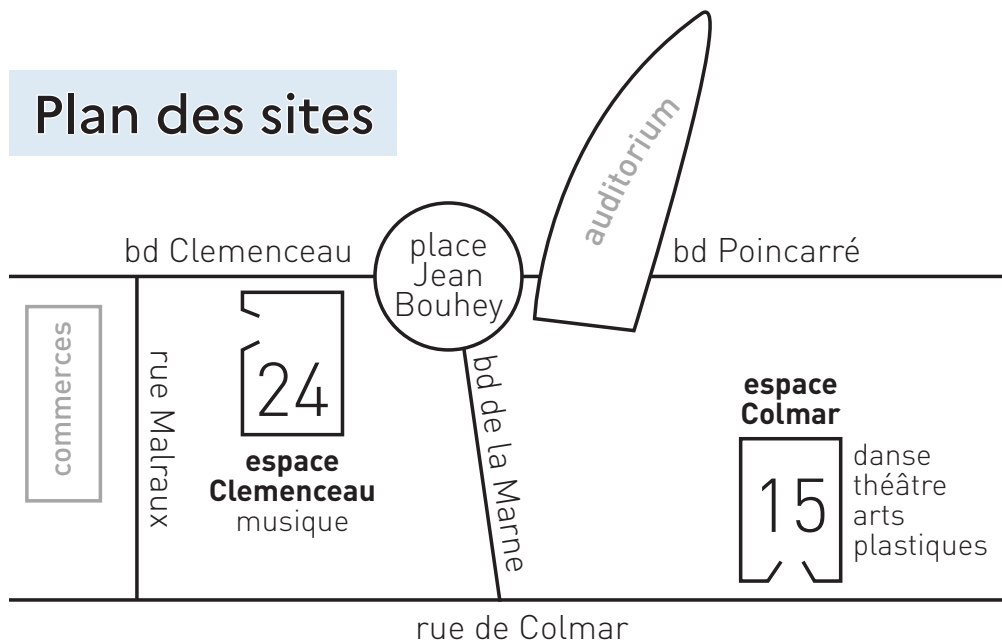 Plan des sites
auditorium
bd Clemenceau
place
Jean
Bouhey
bd Poincarré
commerces
rue Malraux
24
espace
Clemenceau
musique
bd de la Marne
espace
Colmar
15
danse
théâtre
arts
plastiques
rue de Colmar